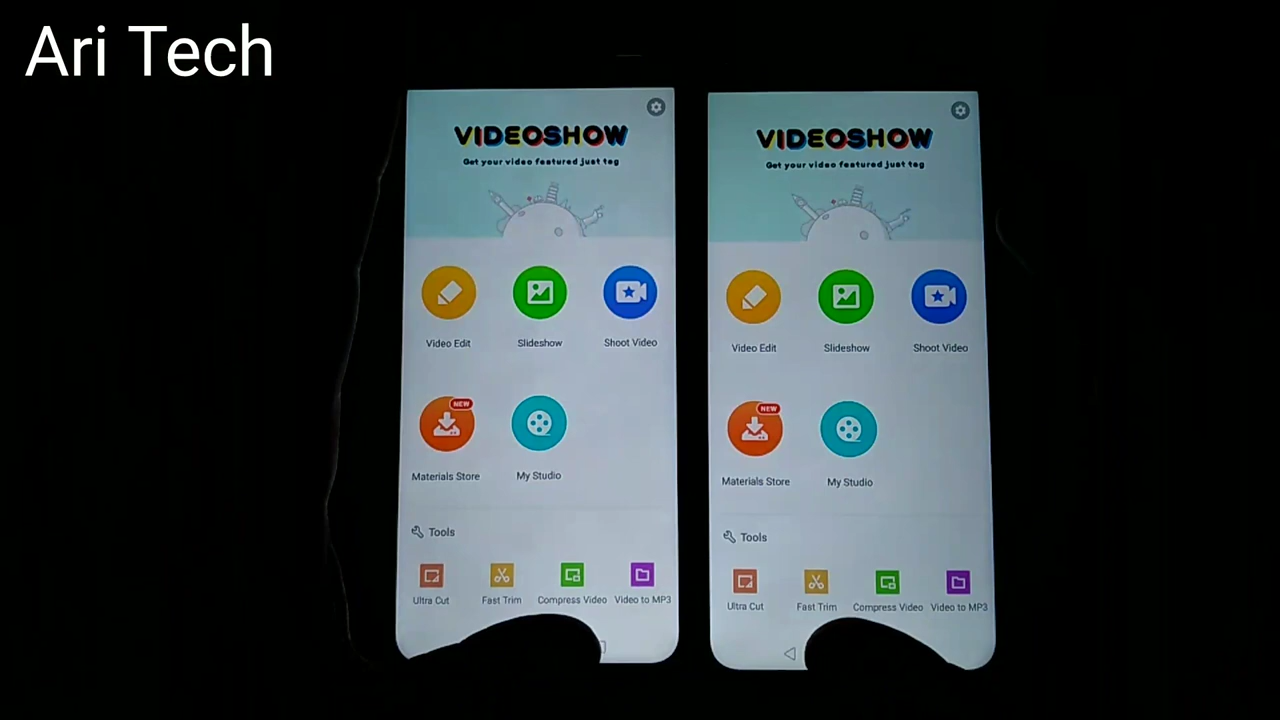 Ari Tech
VIDEOSHOW
Get your video featured just tag
Video Edit
Slideshow
Shoot Video
NEW
Materials Store
My Studio
Tools
Ultra Cut
Fast Trim
Compress Video
Video to MP3
VIDEOSHOW
Get your video featured just tag
Video Edit
Slideshow
Shoot Video
NEW
Materials Store
My Studio
Tools
Ultra Cut
Fast Trim
Compress Video
Video to MP3